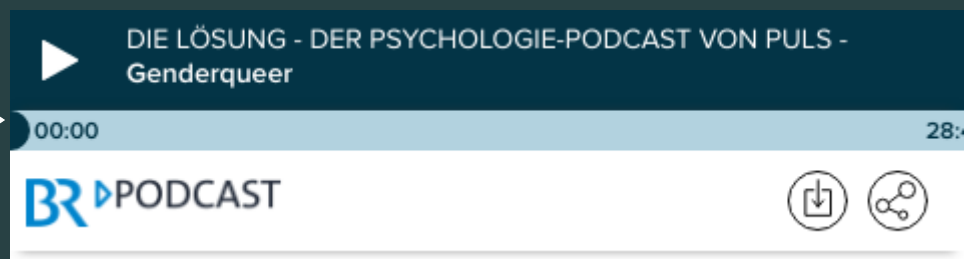 DIE LÖSUNG - DER PSYCHOLOGIE-PODCAST VON PULS -
Genderqueer
00:00
BR PODCAST